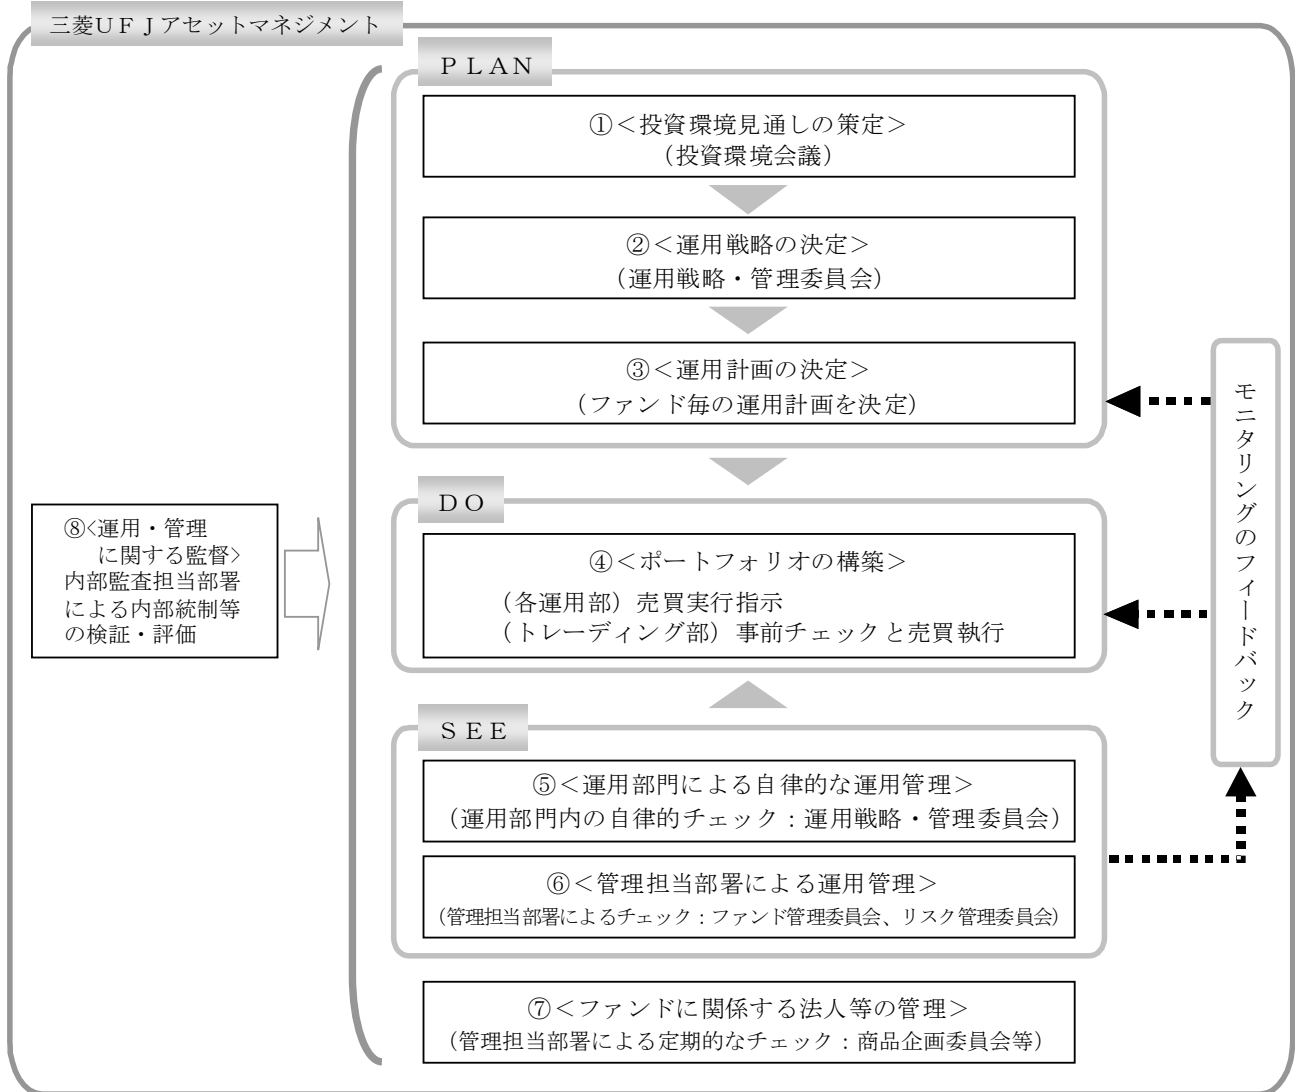 三菱ＵＦＪアセットマネジメント
ＰＬＡＮ
①＜投資環境見通しの策定＞
（投資環境会議）
②＜運用戦略の決定＞
（運用戦略・管理委員会）
③＜運用計画の決定＞
（ファンド毎の運用計画を決定）
ＤＯ
④＜ポートフォリオの構築＞
（各運用部）売買実行指示
（トレーディング部）事前チェックと売買執行
ＳＥＥ
⑤＜運用部門による自律的な運用管理＞
（運用部門内の自律的チェック：運用戦略・管理委員会）
⑥＜管理担当部署による運用管理＞
（管理担当部署によるチェック：ファンド管理委員会、リスク管理委員会）
⑦＜ファンドに関係する法人等の管理＞
（管理担当部署による定期的なチェック：商品企画委員会等）
⑧<運用・管理
に関する監督>
内部監査担当部署
による内部統制等
の検証・評価
モニタリングのフィードバック